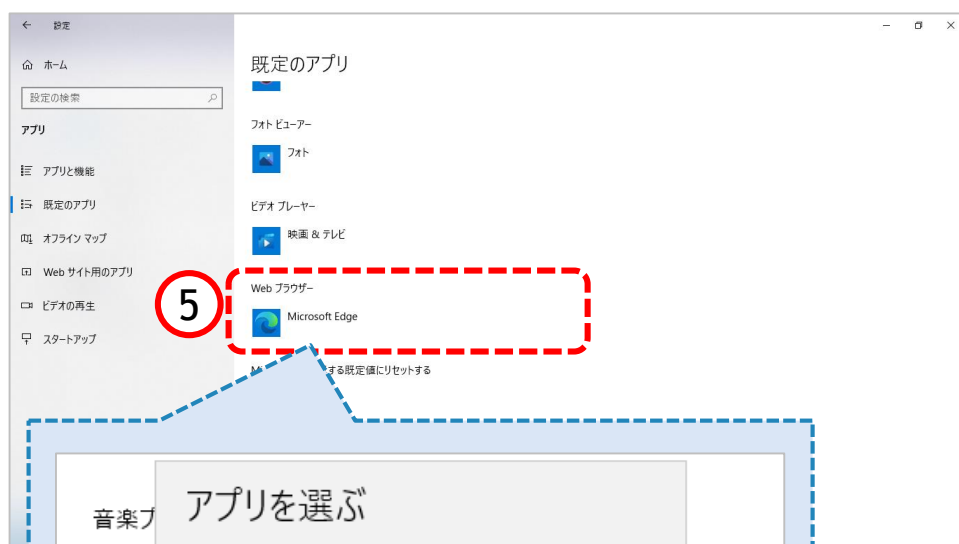 設定
ホーム
設定の検索
アプリ
アプリと機能
既定のアプリ
オフライン マップ
Web サイト用のアプリ
ビデオの再生
スタートアップ
既定のアプリ
フォト ビューアー
フォト
ビデオ プレーヤー
映画 & テレビ
5
Web ブラウザー
Microsoft Edge
する既定値にリセットする
音楽プ
アプリを選ぶ